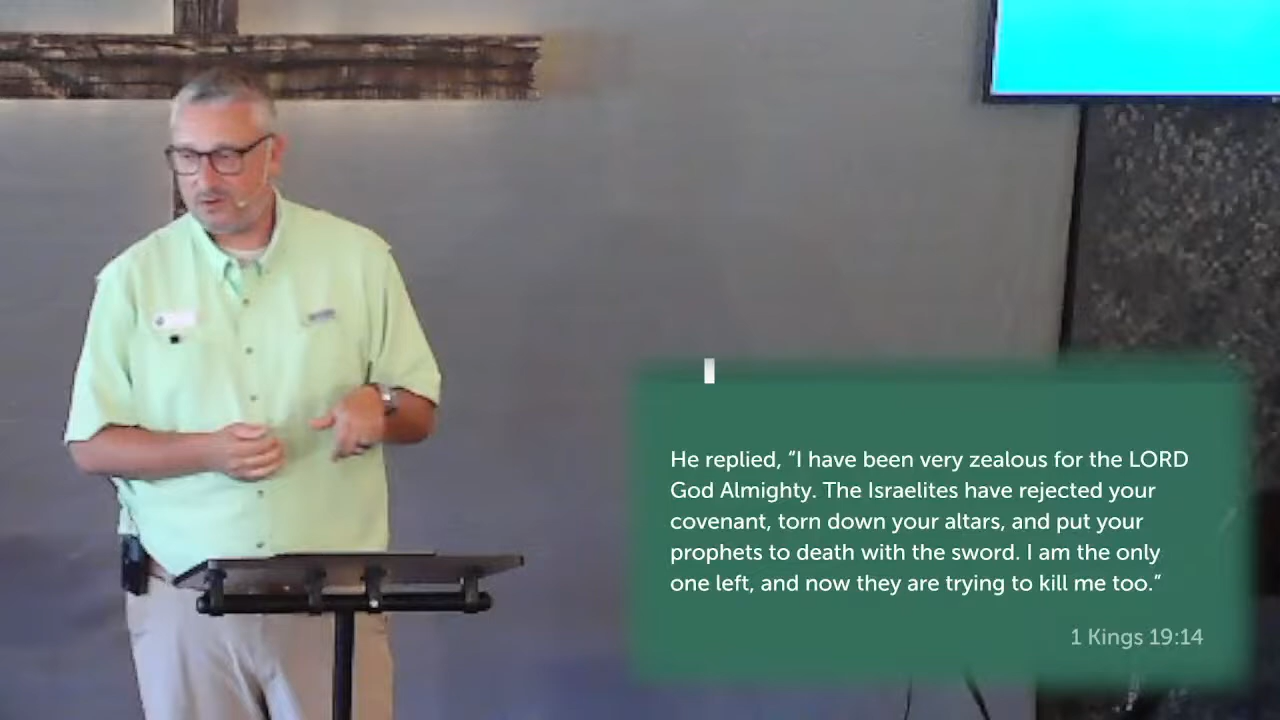 He replied, “I have been very zealous for the LORD
God Almighty. The Israelites have rejected your
covenant, torn down your altars, and put your
prophets to death with the sword. I am the only
one left, and now they are trying to kill me too.”
1 Kings 19:14